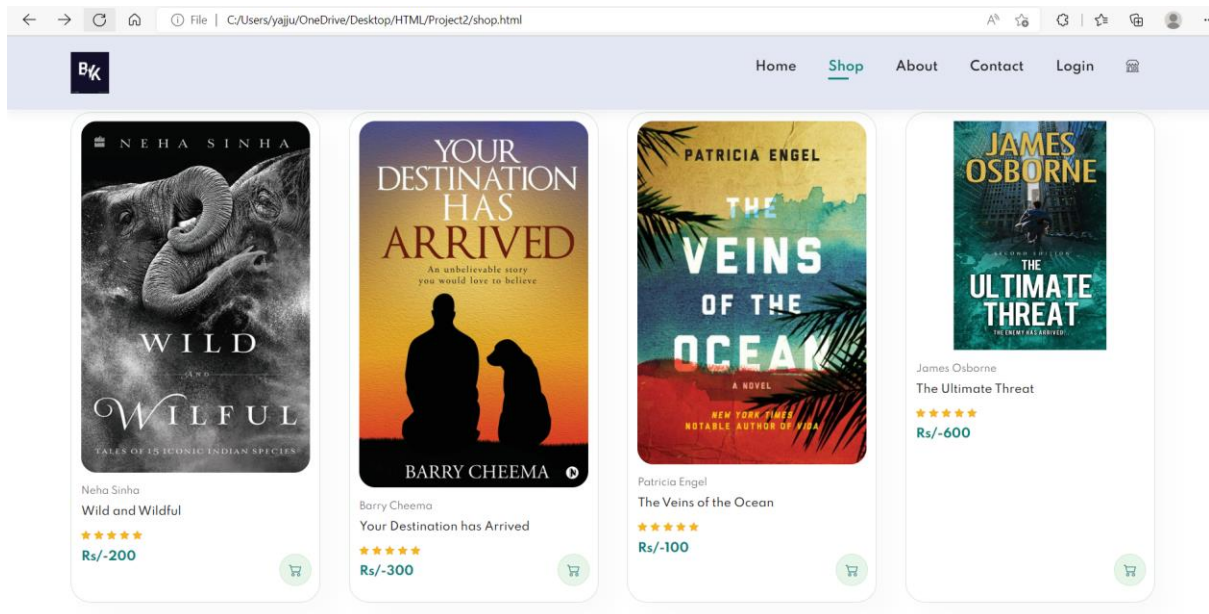 File | C:/Users/yajju/OneDrive/Desktop/HTML/Project2/shop.html
BK
Home Shop About Contact Login
NEHA SINHA
WILD
AND
WILFUL
TALES OF 15 ICONIC INDIAN SPECIES
Neha Sinha
Wild and Wildful
Rs/-200
YOUR
DESTINATION
HAS
ARRIVED
An unbelievable story
you would love to believe
BARRY CHEEMA
Barry Cheema
Your Destination has Arrived
Rs/-300
PATRICIA ENGEL
THE
VEINS
OF THE
OCEAN
A NOVEL
NEW YORK TIMES
NOTABLE AUTHOR OF VIDA
Patricia Engel
The Veins of the Ocean
Rs/-100
JAMES
OSBORNE
SECOND EDITION
THE
ULTIMATE
THREAT
THE ENEMY HAS ARRIVED!..
James Osborne
The Ultimate Threat
Rs/-600